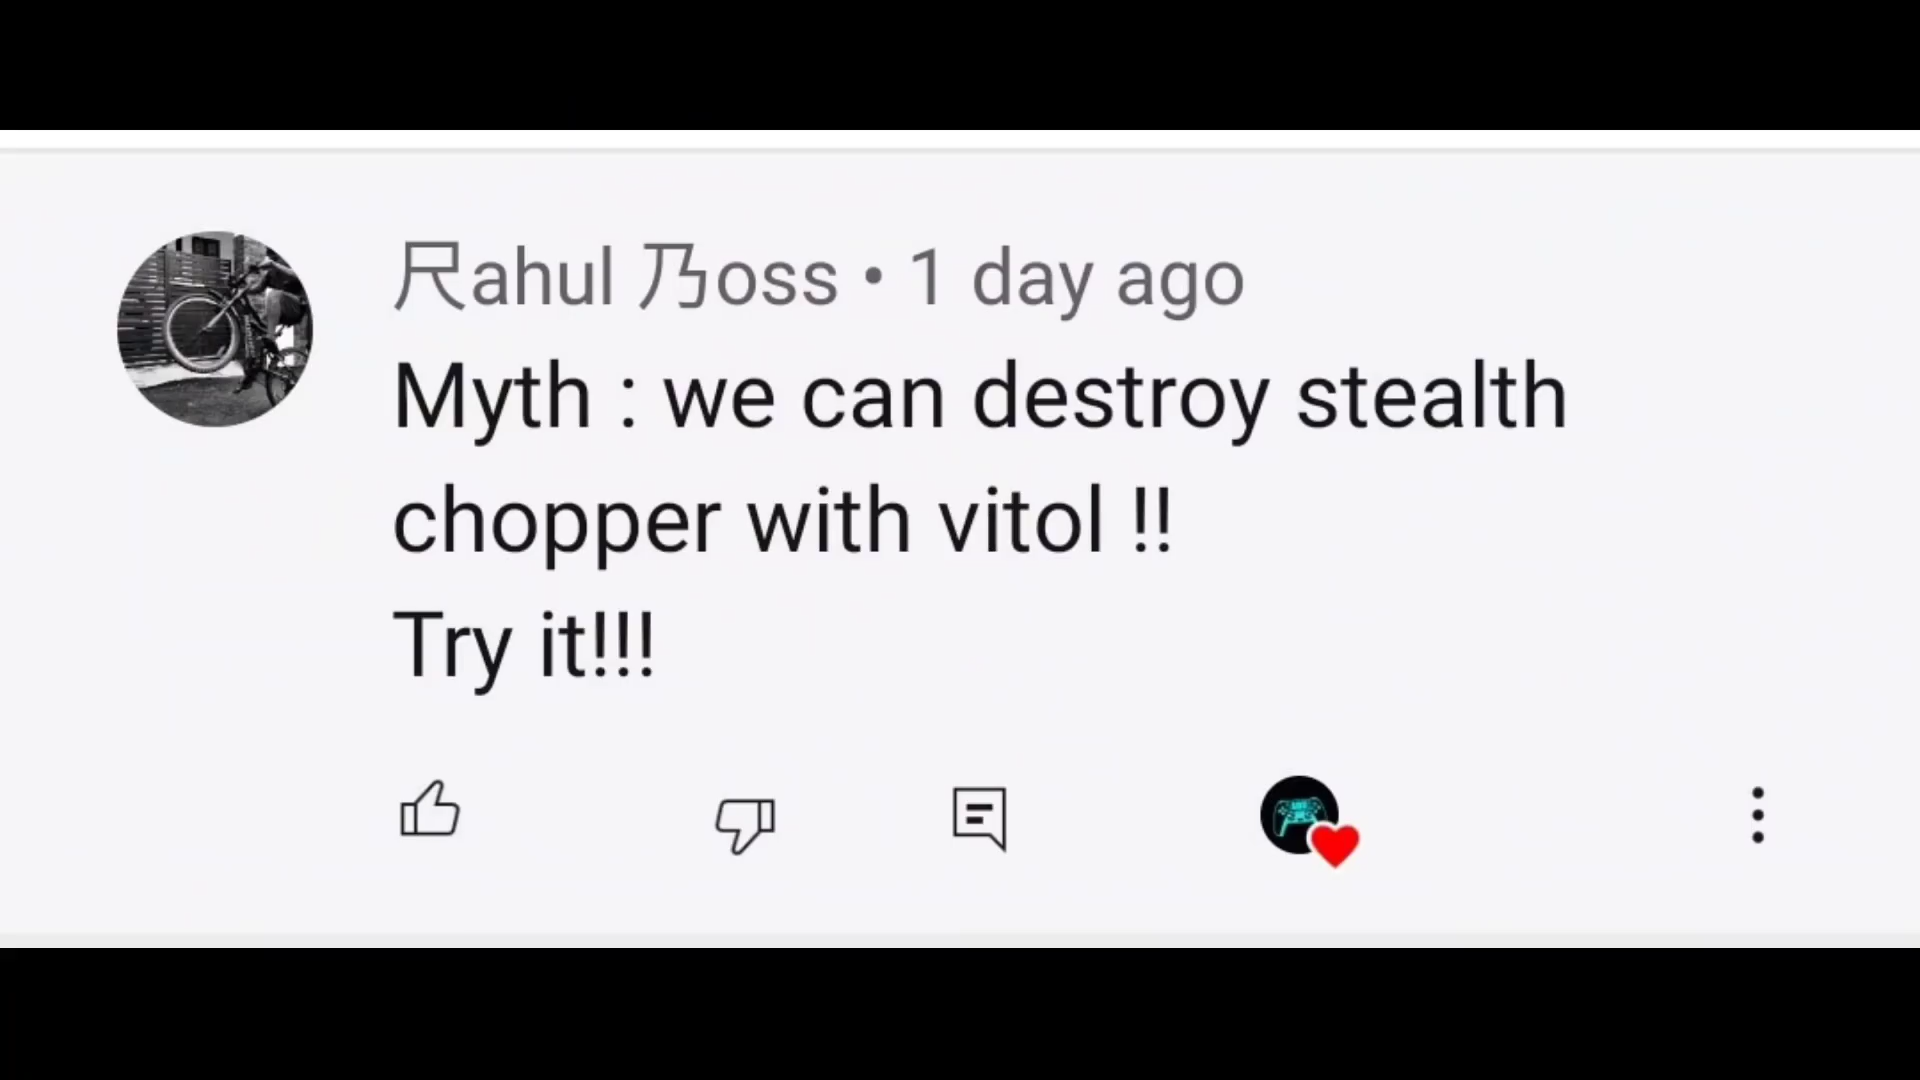 尺ahul 乃oss • 1 day ago
Myth : we can destroy stealth
chopper with vitol !!
Try it!!!